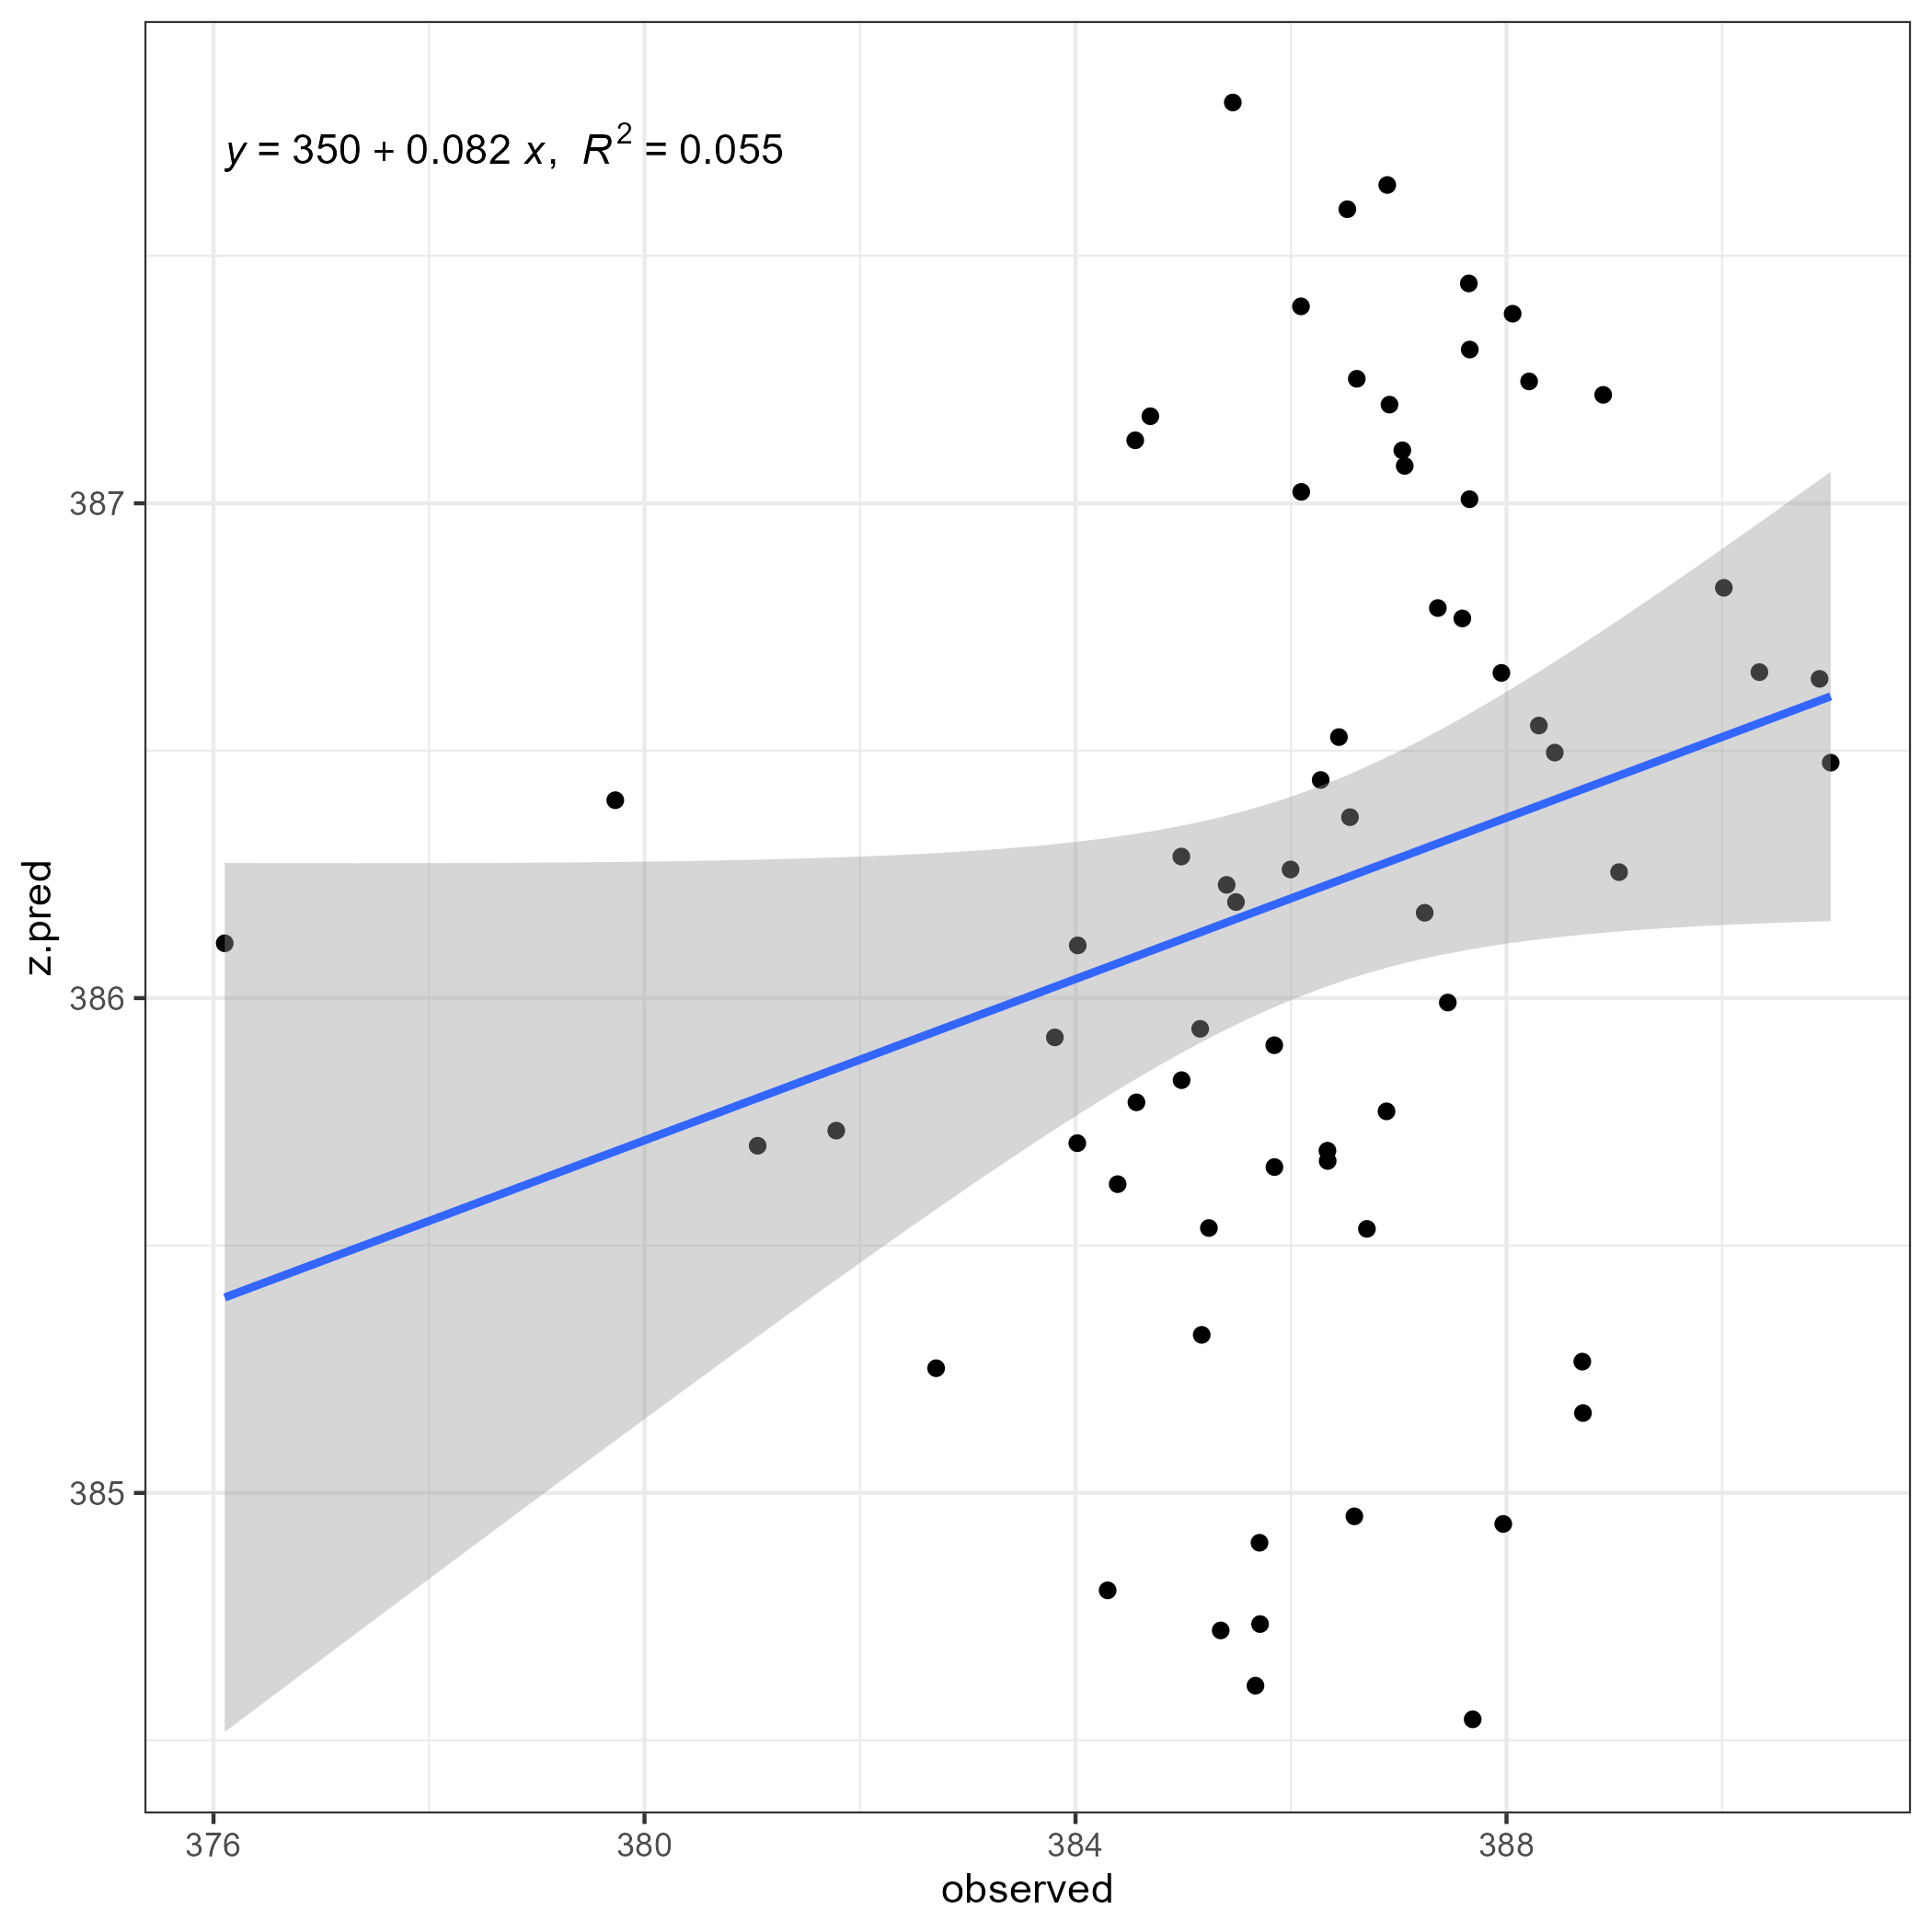 y = 350 + 0.082 x, R² = 0.055
387
386
385
z.pred
376 380 384 388
observed